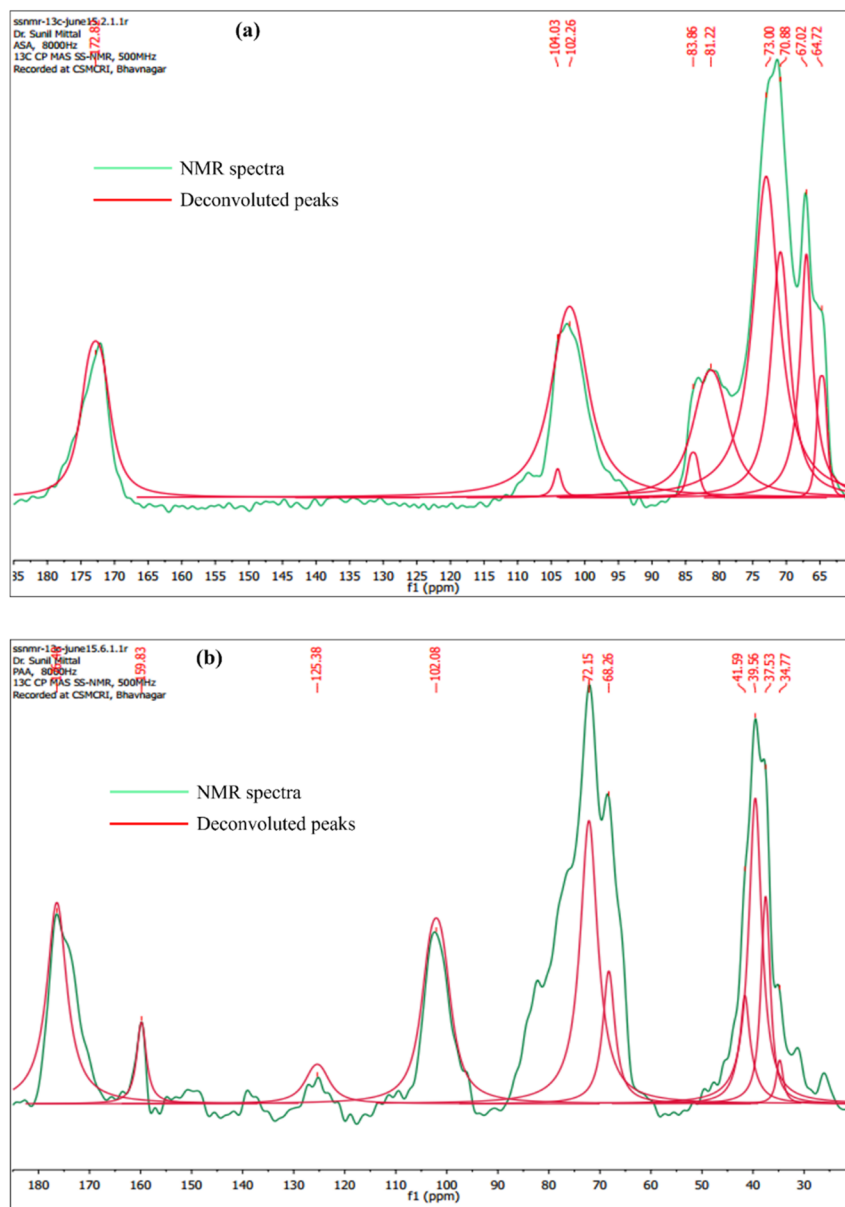 ssnmr-13c-june15.2.1.1r
Dr. Sunil Mittal
ASA, 8000Hz
13C CP MAS SS-NMR, 500MHz
Recorded at CSMCRI, Bhavnagar
(a)
104.03
102.26
83.86
81.22
73.00
70.88
67.02
64.72
NMR spectra
Deconvoluted peaks
35 180 175 170 165 160 155 150 145 140 135 130 125 120 115 110 105 100 95 90 85 80 75 70 65
f1 (ppm)
ssnmr-13c-june15.6.1.1r
Dr. Sunil Mittal
PAA, 8000Hz
13C CP MAS SS-NMR, 500MHz
Recorded at CSMCRI, Bhavnagar
(b)
159.83
125.38
102.08
72.15
68.26
41.59
39.56
37.53
34.77
NMR spectra
Deconvoluted peaks
180 170 160 150 140 130 120 110 100 90 80 70 60 50 40 30
f1 (ppm)